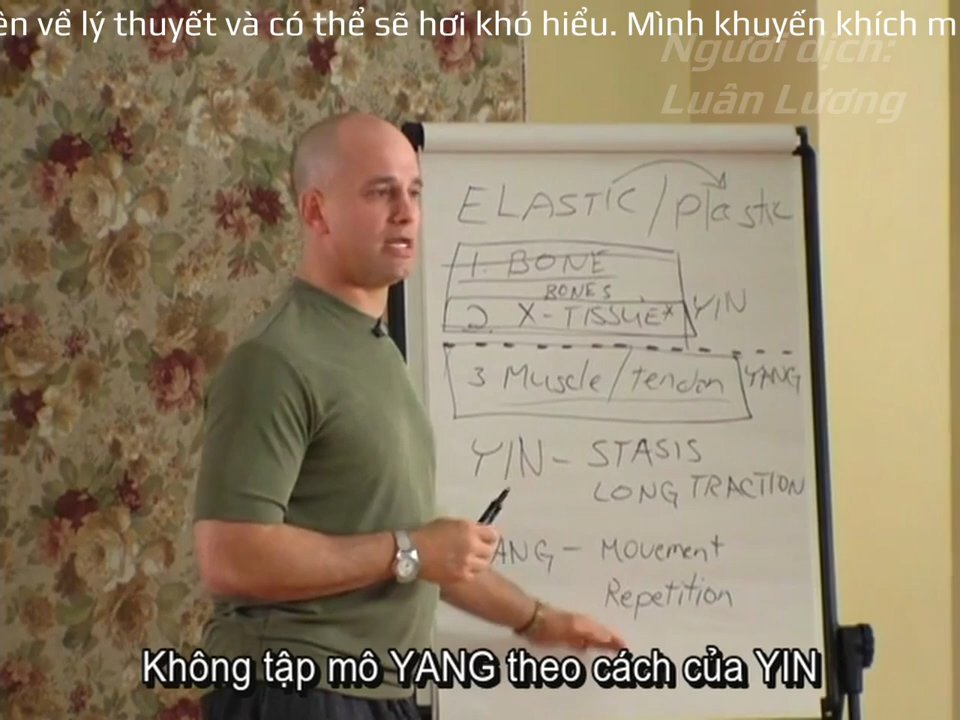 ên về lý thuyết và có thể sẽ hơi khó hiểu. Mình khuyến khích m
Người dịch:
Luân Lương
ELASTIC / plastic
1. BONE
BONES
2. X-TISSUE*
YIN
3 Muscle/tendon
YANG
YIN - STASIS
LONG TRACTION
ANG - Movement
Repetition
Không tập mô YANG theo cách của YIN